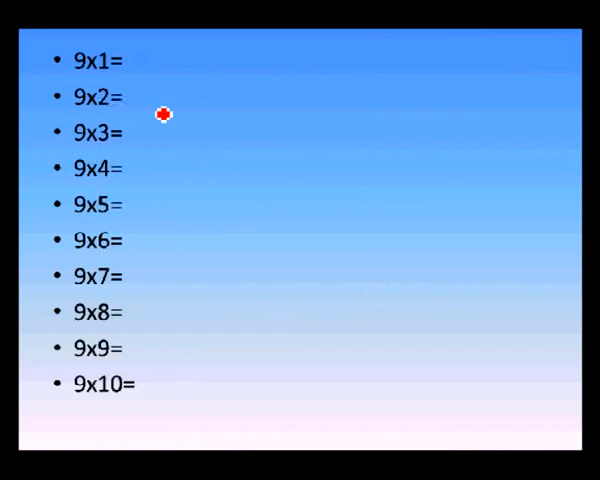 • 9x1=
• 9x2=
• 9x3=
• 9x4=
• 9x5=
• 9x6=
• 9x7=
• 9x8=
• 9x9=
• 9x10=